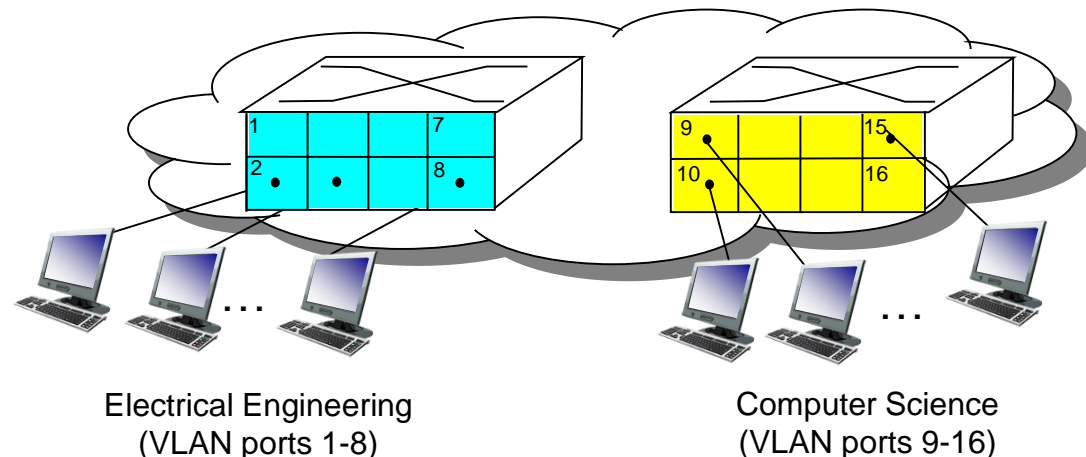 1 7
2 8
9 15
10 16
...
...
Electrical Engineering
(VLAN ports 1-8)
Computer Science
(VLAN ports 9-16)